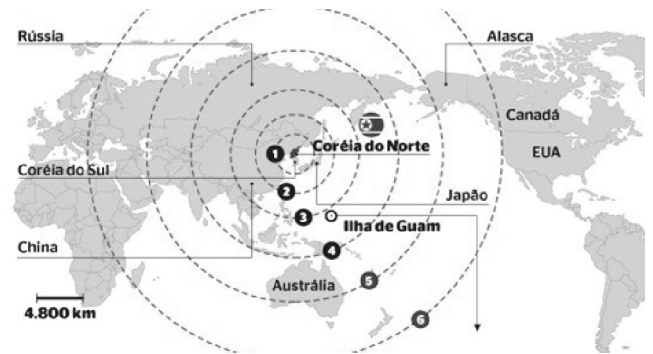 Rússia
Alasca
Canadá
EUA
1
Coréia do Norte
Coréia do Sul
2
Japão
3
Ilha de Guam
China
4
Austrália
5
4.800 km
6